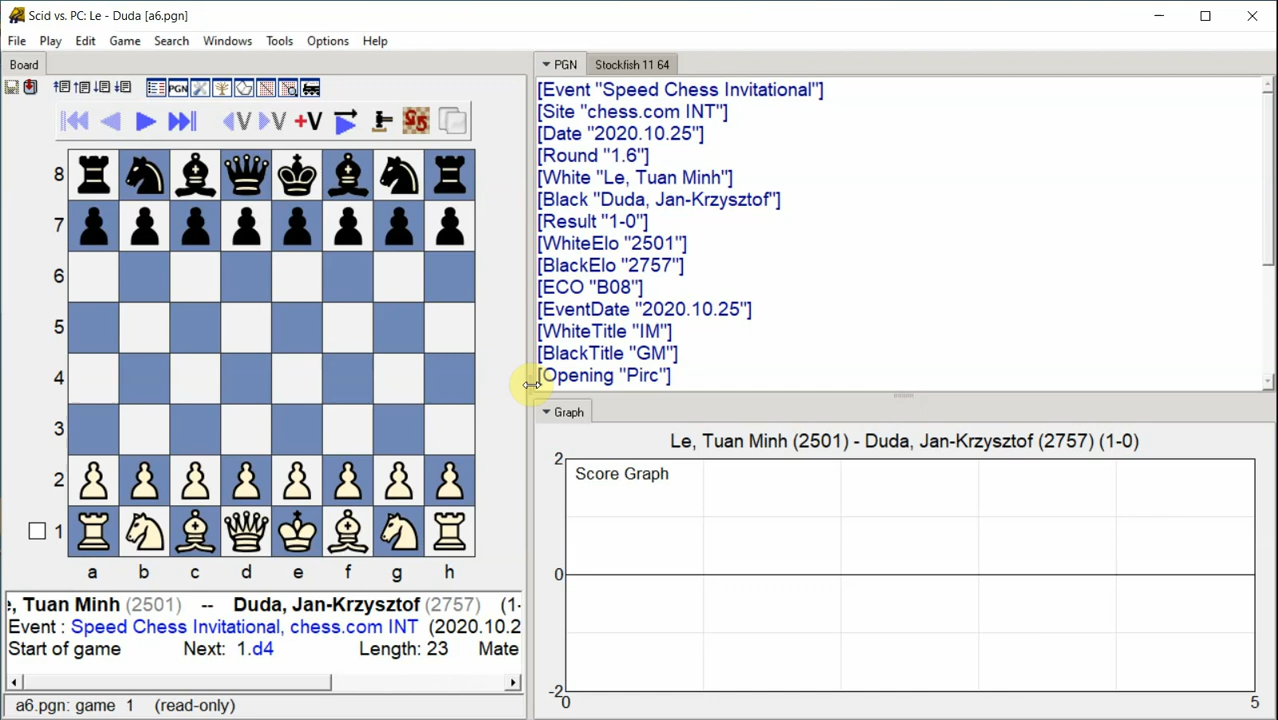 Scid vs. PC: Le - Duda [a6.pgn]
File Play Edit Game Search Windows Tools Options Help
Board
PGN
V V +V
8
7
6
5
4
3
2
1
a b c d e f g h
e, Tuan Minh (2501) -- Duda, Jan-Krzysztof (2757) (1-
Event : Speed Chess Invitational, chess.com INT (2020.10.2
Start of game Next: 1.d4 Length: 23 Mate
a6.pgn: game 1 (read-only)
PGN Stockfish 11 64
[Event "Speed Chess Invitational"]
[Site "chess.com INT"]
[Date "2020.10.25"]
[Round "1.6"]
[White "Le, Tuan Minh"]
[Black "Duda, Jan-Krzysztof"]
[Result "1-0"]
[WhiteElo "2501"]
[BlackElo "2757"]
[ECO "B08"]
[EventDate "2020.10.25"]
[WhiteTitle "IM"]
[BlackTitle "GM"]
[Opening "Pirc"]
Graph
Le, Tuan Minh (2501) - Duda, Jan-Krzysztof (2757) (1-0)
2
Score Graph
0
-2
0 5